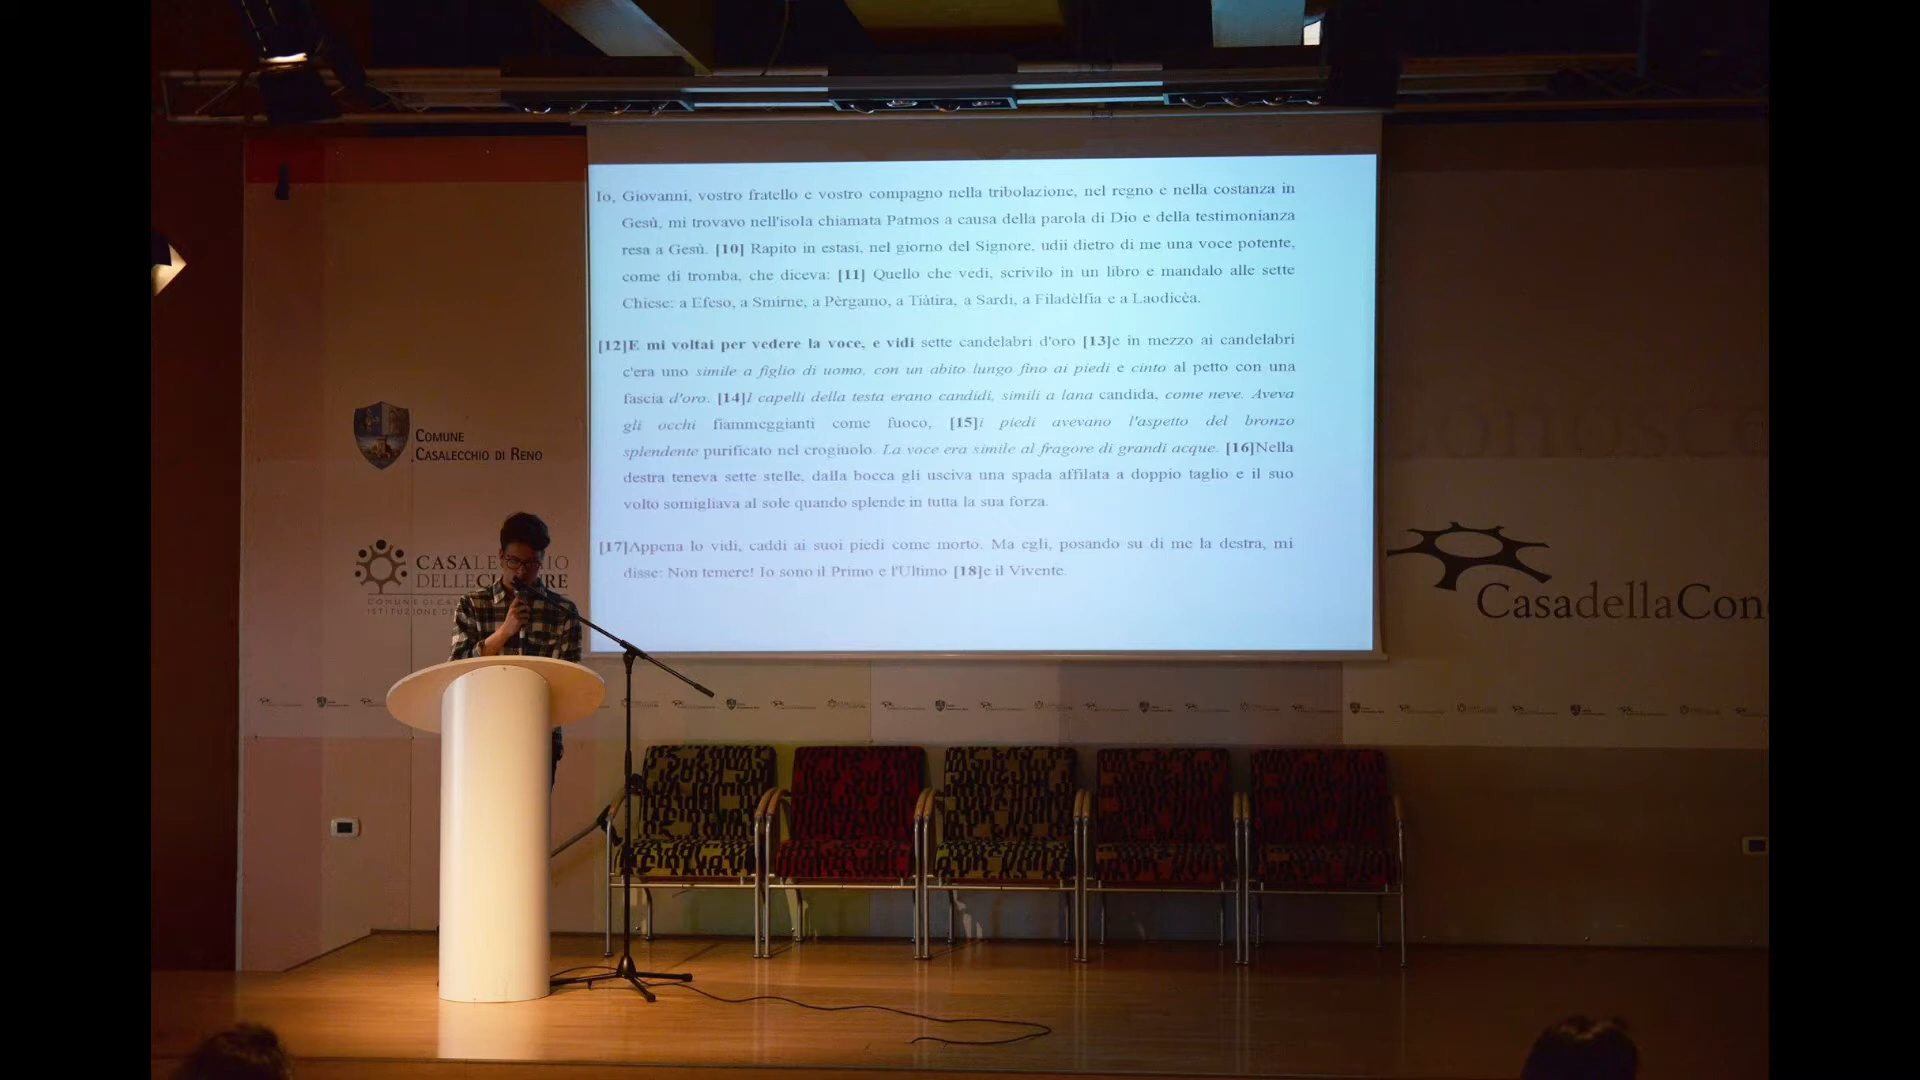 Io, Giovanni, vostro fratello e vostro compagno nella tribolazione, nel regno e nella costanza in
Gesù, mi trovavo nell'isola chiamata Patmos a causa della parola di Dio e della testimonianza
resa a Gesù. [10] Rapito in estasi, nel giorno del Signore, udii dietro di me una voce potente,
come di tromba, che diceva: [11] Quello che vedi, scrivilo in un libro e mandalo alle sette
Chiese: a Efeso, a Smirne, a Pèrgamo, a Tiàtira, a Sardi, a Filadèlfia e a Laodicèa.
[12]E mi voltai per vedere la voce, e vidi sette candelabri d'oro [13]e in mezzo ai candelabri
c'era uno simile a figlio di uomo, con un abito lungo fino ai piedi e cinto al petto con una
fascia d'oro. [14]I capelli della testa erano candidi, simili a lana candida, come neve. Aveva
gli occhi fiammeggianti come fuoco, [15]i piedi avevano l'aspetto del bronzo
splendente purificato nel crogiuolo. La voce era simile al fragore di grandi acque. [16]Nella
destra teneva sette stelle, dalla bocca gli usciva una spada affilata a doppio taglio e il suo
volto somigliava al sole quando splende in tutta la sua forza.
[17]Appena lo vidi, caddi ai suoi piedi come morto. Ma egli, posando su di me la destra, mi
disse: Non temere! Io sono il Primo e l'Ultimo [18]e il Vivente.
COMUNE
CASALECCHIO DI RENO
CASALE IO
DELLECU RE
COMUNE DI CAS
ISTITUZIONE DE
Conosce
CasadellaCon